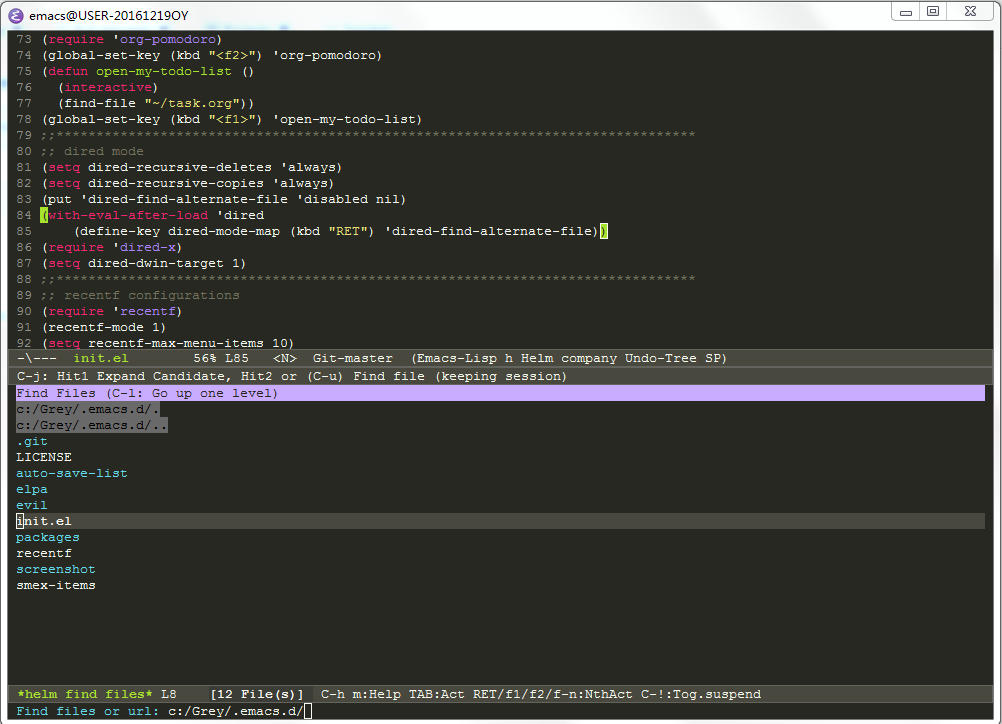 emacs@USER-20161219OY
73 (require 'org-pomodoro)
74 (global-set-key (kbd "<f2>") 'org-pomodoro)
75 (defun open-my-todo-list ()
76   (interactive)
77   (find-file "~/task.org"))
78 (global-set-key (kbd "<f1>") 'open-my-todo-list)
79 ;;********************************************************************************
80 ;; dired mode
81 (setq dired-recursive-deletes 'always)
82 (setq dired-recursive-copies 'always)
83 (put 'dired-find-alternate-file 'disabled nil)
84 (with-eval-after-load 'dired
85     (define-key dired-mode-map (kbd "RET") 'dired-find-alternate-file))
86 (require 'dired-x)
87 (setq dired-dwin-target 1)
88 ;;********************************************************************************
89 ;; recentf configurations
90 (require 'recentf)
91 (recentf-mode 1)
92 (setq recentf-max-menu-items 10)
-\---  init.el        56% L85   <N>  Git-master  (Emacs-Lisp h Helm company Undo-Tree SP)
C-j: Hit1 Expand Candidate, Hit2 or (C-u) Find file (keeping session)
Find Files (C-l: Go up one level)
c:/Grey/.emacs.d/.
c:/Grey/.emacs.d/..
.git
LICENSE
auto-save-list
elpa
evil
init.el
packages
recentf
screenshot
smex-items
*helm find files* L8    [12 File(s)]  C-h m:Help TAB:Act RET/f1/f2/f-n:NthAct C-!:Tog.suspend
Find files or url: c:/Grey/.emacs.d/